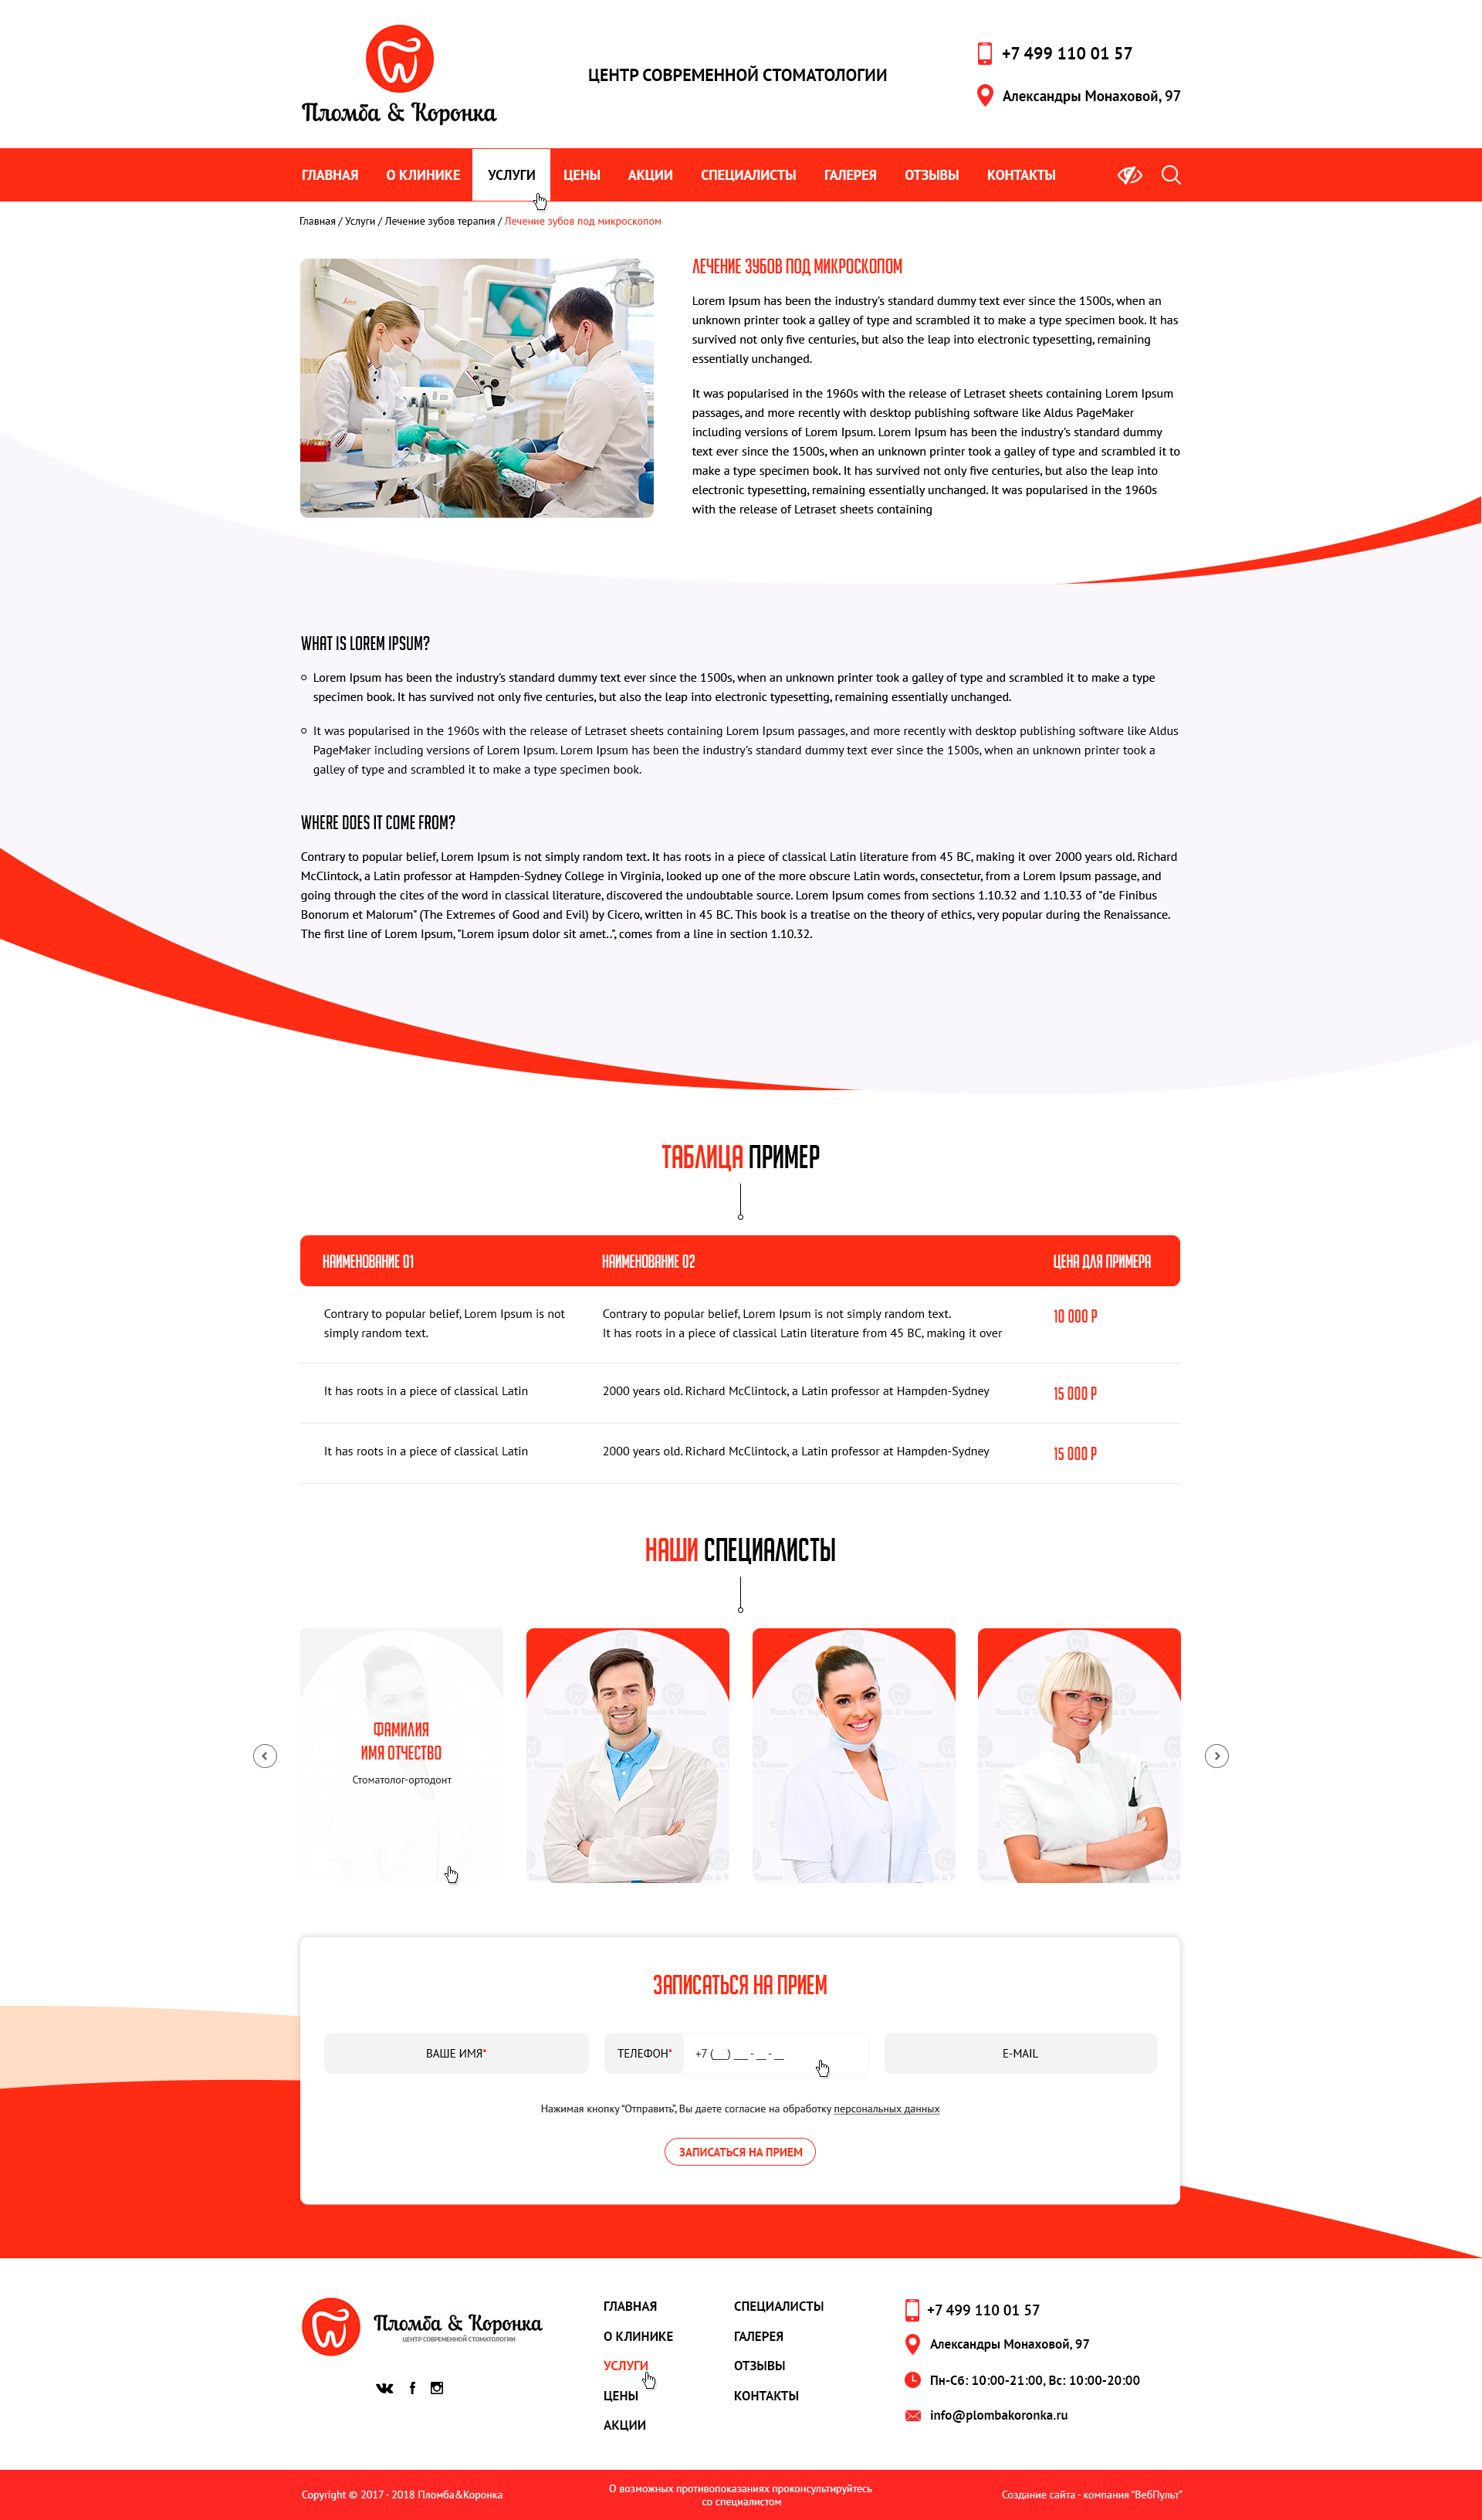 Пломба & Коронка
ЦЕНТР СОВРЕМЕННОЙ СТОМАТОЛОГИИ
+7 499 110 01 57
Александры Монаховой, 97
ГЛАВНАЯ О КЛИНИКЕ УСЛУГИ ЦЕНЫ АКЦИИ СПЕЦИАЛИСТЫ ГАЛЕРЕЯ ОТЗЫВЫ КОНТАКТЫ
Главная / Услуги / Лечение зубов терапия / Лечение зубов под микроскопом
Leica
ЛЕЧЕНИЕ ЗУБОВ ПОД МИКРОСКОПОМ
Lorem Ipsum has been the industry's standard dummy text ever since the 1500s, when an
unknown printer took a galley of type and scrambled it to make a type specimen book. It has
survived not only five centuries, but also the leap into electronic typesetting, remaining
essentially unchanged.
It was popularised in the 1960s with the release of Letraset sheets containing Lorem Ipsum
passages, and more recently with desktop publishing software like Aldus PageMaker
including versions of Lorem Ipsum. Lorem Ipsum has been the industry's standard dummy
text ever since the 1500s, when an unknown printer took a galley of type and scrambled it to
make a type specimen book. It has survived not only five centuries, but also the leap into
electronic typesetting, remaining essentially unchanged. It was popularised in the 1960s
with the release of Letraset sheets containing
WHAT IS LOREM IPSUM?
Lorem Ipsum has been the industry's standard dummy text ever since the 1500s, when an unknown printer took a galley of type and scrambled it to make a type
specimen book. It has survived not only five centuries, but also the leap into electronic typesetting, remaining essentially unchanged.
It was popularised in the 1960s with the release of Letraset sheets containing Lorem Ipsum passages, and more recently with desktop publishing software like Aldus
PageMaker including versions of Lorem Ipsum. Lorem Ipsum has been the industry's standard dummy text ever since the 1500s, when an unknown printer took a
galley of type and scrambled it to make a type specimen book.
WHERE DOES IT COME FROM?
Contrary to popular belief, Lorem Ipsum is not simply random text. It has roots in a piece of classical Latin literature from 45 BC, making it over 2000 years old. Richard
McClintock, a Latin professor at Hampden-Sydney College in Virginia, looked up one of the more obscure Latin words, consectetur, from a Lorem Ipsum passage, and
going through the cites of the word in classical literature, discovered the undoubtable source. Lorem Ipsum comes from sections 1.10.32 and 1.10.33 of "de Finibus
Bonorum et Malorum" (The Extremes of Good and Evil) by Cicero, written in 45 BC. This book is a treatise on the theory of ethics, very popular during the Renaissance.
The first line of Lorem Ipsum, "Lorem ipsum dolor sit amet..", comes from a line in section 1.10.32.
ТАБЛИЦА ПРИМЕР
НАИМЕНОВАНИЕ 01 НАИМЕНОВАНИЕ 02 ЦЕНА ДЛЯ ПРИМЕРА
Contrary to popular belief, Lorem Ipsum is not
simply random text.
Contrary to popular belief, Lorem Ipsum is not simply random text.
It has roots in a piece of classical Latin literature from 45 BC, making it over
10 000 Р
It has roots in a piece of classical Latin 2000 years old. Richard McClintock, a Latin professor at Hampden-Sydney 15 000 Р
It has roots in a piece of classical Latin 2000 years old. Richard McClintock, a Latin professor at Hampden-Sydney 15 000 Р
НАШИ СПЕЦИАЛИСТЫ
ФАМИЛИЯ
ИМЯ ОТЧЕСТВО
Стоматолог-ортодонт
ЗАПИСАТЬСЯ НА ПРИЕМ
ВАШЕ ИМЯ* ТЕЛЕФОН* +7 (__) __ - _ - _ E-MAIL
Нажимая кнопку “Отправить”, Вы даете согласие на обработку персональных данных
ЗАПИСАТЬСЯ НА ПРИЕМ
Пломба & Коронка
ЦЕНТР СОВРЕМЕННОЙ СТОМАТОЛОГИИ
ГЛАВНАЯ
О КЛИНИКЕ
УСЛУГИ
ЦЕНЫ
АКЦИИ
СПЕЦИАЛИСТЫ
ГАЛЕРЕЯ
ОТЗЫВЫ
КОНТАКТЫ
+7 499 110 01 57
Александры Монаховой, 97
Пн-Сб: 10:00-21:00, Вс: 10:00-20:00
info@plombakoronka.ru
Copyright © 2017 - 2018 Пломба&Коронка
О возможных противопоказаниях проконсультируйтесь
со специалистом
Создание сайта - компания "ВебПульт"